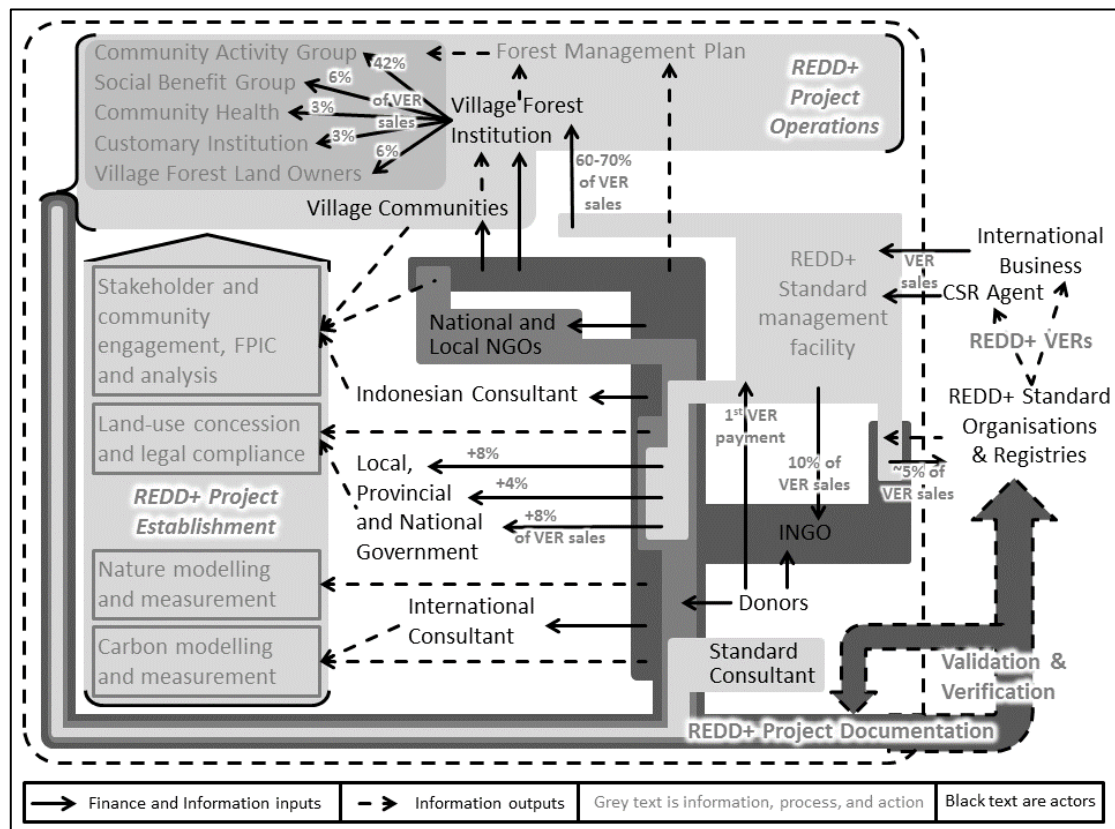 Community Activity Group
Social Benefit Group
Community Health
Customary Institution
Village Forest Land Owners
42%
6%
of VER
3%
sales
3%
6%
Forest Management Plan
Village Forest
Institution
REDD+
Project
Operations
60-70%
of VER
sales
Village Communities
Stakeholder and
community
engagement, FPIC
and analysis
Land-use concession
and legal compliance
REDD+ Project
Establishment
Nature modelling
and measurement
Carbon modelling
and measurement
National and
Local NGOs
Indonesian Consultant
Local,
Provincial
and National
Government
+8%
+4%
+8%
of VER sales
International
Consultant
REDD+
Standard
management
facility
1st VER
payment
10% of
VER sales
INGO
Donors
Standard
Consultant
International
Business
VER
sales
CSR Agent
REDD+ VERs
REDD+ Standard
Organisations
& Registries
~5% of
VER sales
Validation &
Verification
REDD+ Project Documentation
Finance and Information inputs
Information outputs
Grey text is information, process, and action
Black text are actors